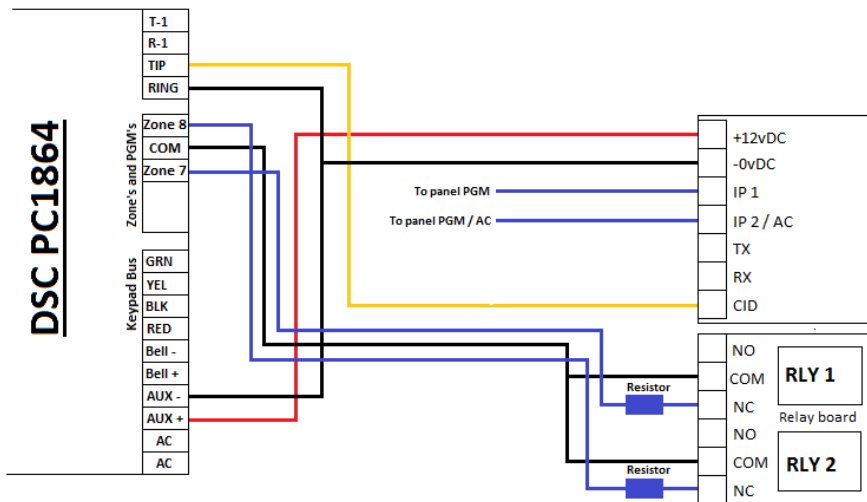 DSC PC1864
T-1
R-1
TIP
RING
Zone's and PGM's
Zone 8
COM
Zone 7
Keypad Bus
GRN
YEL
BLK
RED
Bell -
Bell +
AUX -
AUX +
AC
AC
To panel PGM
To panel PGM / AC
+12vDC
-0vDC
IP 1
IP 2 / AC
TX
RX
CID
NO
COM
NC
NO
COM
NC
Resistor
Resistor
RLY 1
Relay board
RLY 2